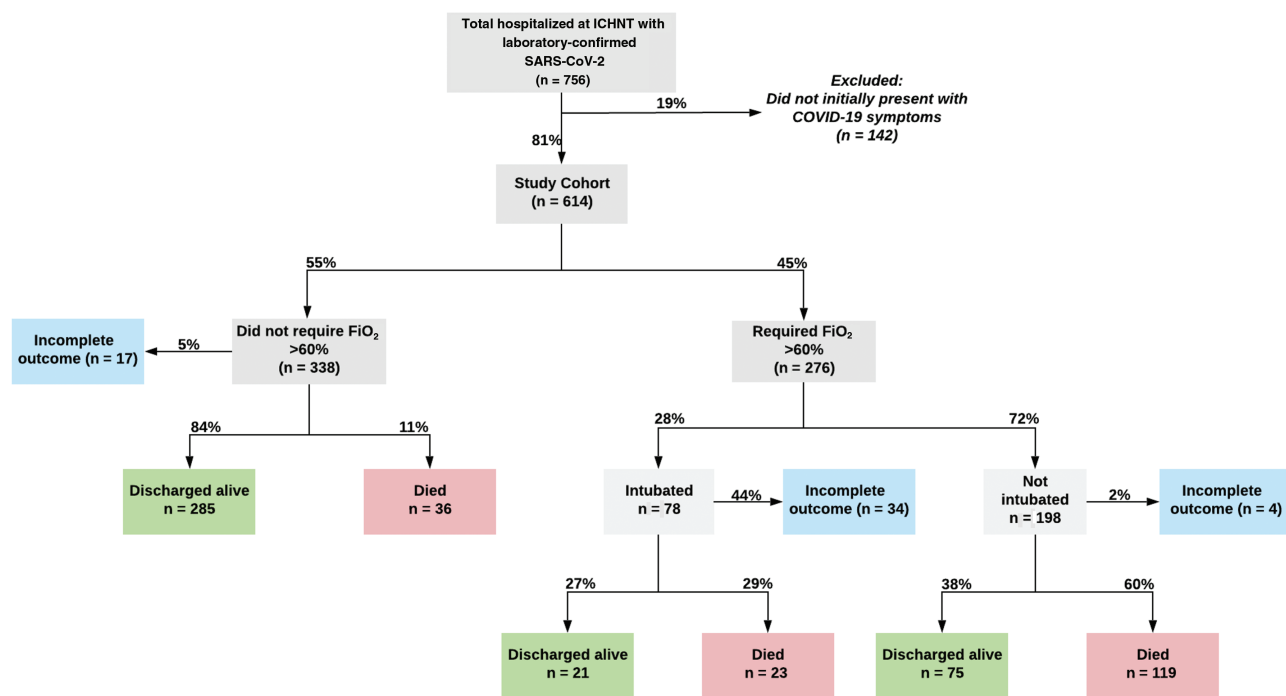 Total hospitalized at ICHNT with
laboratory-confirmed
SARS-CoV-2
(n = 756)
19%
Excluded:
Did not initially present with
COVID-19 symptoms
(n = 142)
81%
Study Cohort
(n = 614)
55%
45%
Incomplete
outcome (n = 17)
5%
Did not require FiO₂
>60%
(n = 338)
Required FiO₂
>60%
(n = 276)
84%
11%
28%
72%
Discharged alive
n = 285
Died
n = 36
Intubated
n = 78
44%
Incomplete
outcome (n = 34)
Not
intubated
n = 198
2%
Incomplete
outcome (n = 4)
27%
29%
38%
60%
Discharged alive
n = 21
Died
n = 23
Discharged alive
n = 75
Died
n = 119